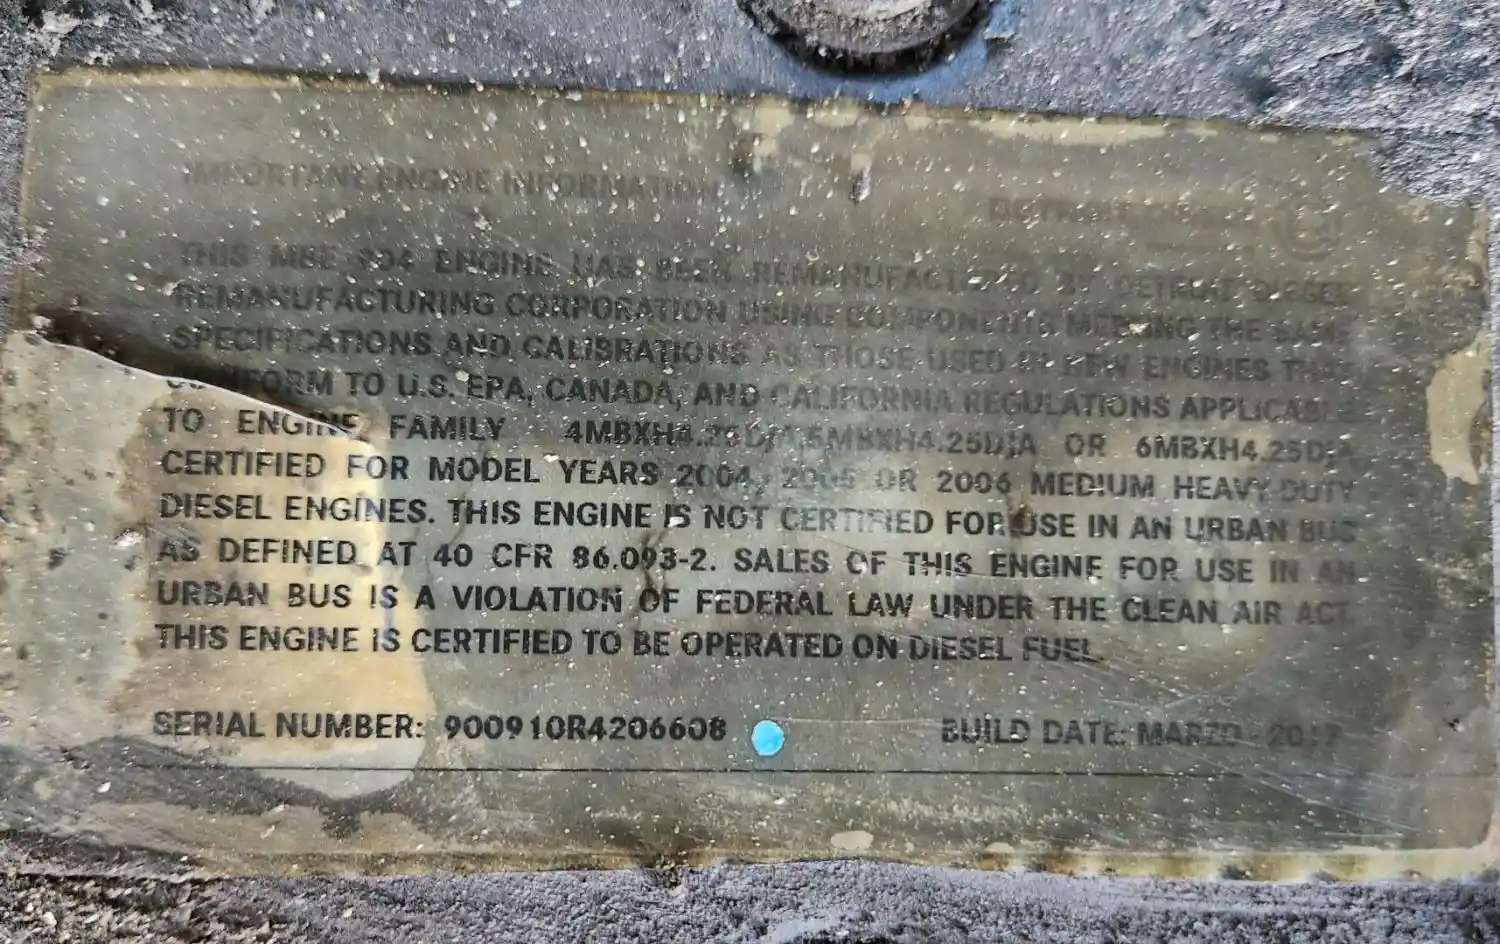 IMPORTANT ENGINE INFORMATION
DETROIT DIESEL
THIS MBE 904 ENGINE HAS BEEN REMANUFACTURED BY DETROIT DIESEL
REMANUFACTURING CORPORATION USING COMPONENTS MEETING THE SAME
SPECIFICATIONS AND CALIBRATIONS AS THOSE USED IN NEW ENGINES THAT
CONFORM TO U.S. EPA, CANADA, AND CALIFORNIA REGULATIONS APPLICABLE
TO ENGINE FAMILY 4MBXH4.25DJA, 5MBXH4.25DJA OR 6MBXH4.25DJA
CERTIFIED FOR MODEL YEARS 2004, 2005 OR 2006 MEDIUM HEAVY-DUTY
DIESEL ENGINES. THIS ENGINE IS NOT CERTIFIED FOR USE IN AN URBAN BUS
AS DEFINED AT 40 CFR 86.093-2. SALES OF THIS ENGINE FOR USE IN AN
URBAN BUS IS A VIOLATION OF FEDERAL LAW UNDER THE CLEAN AIR ACT.
THIS ENGINE IS CERTIFIED TO BE OPERATED ON DIESEL FUEL.
SERIAL NUMBER: 900910R4206608
BUILD DATE: MARZO - 2017